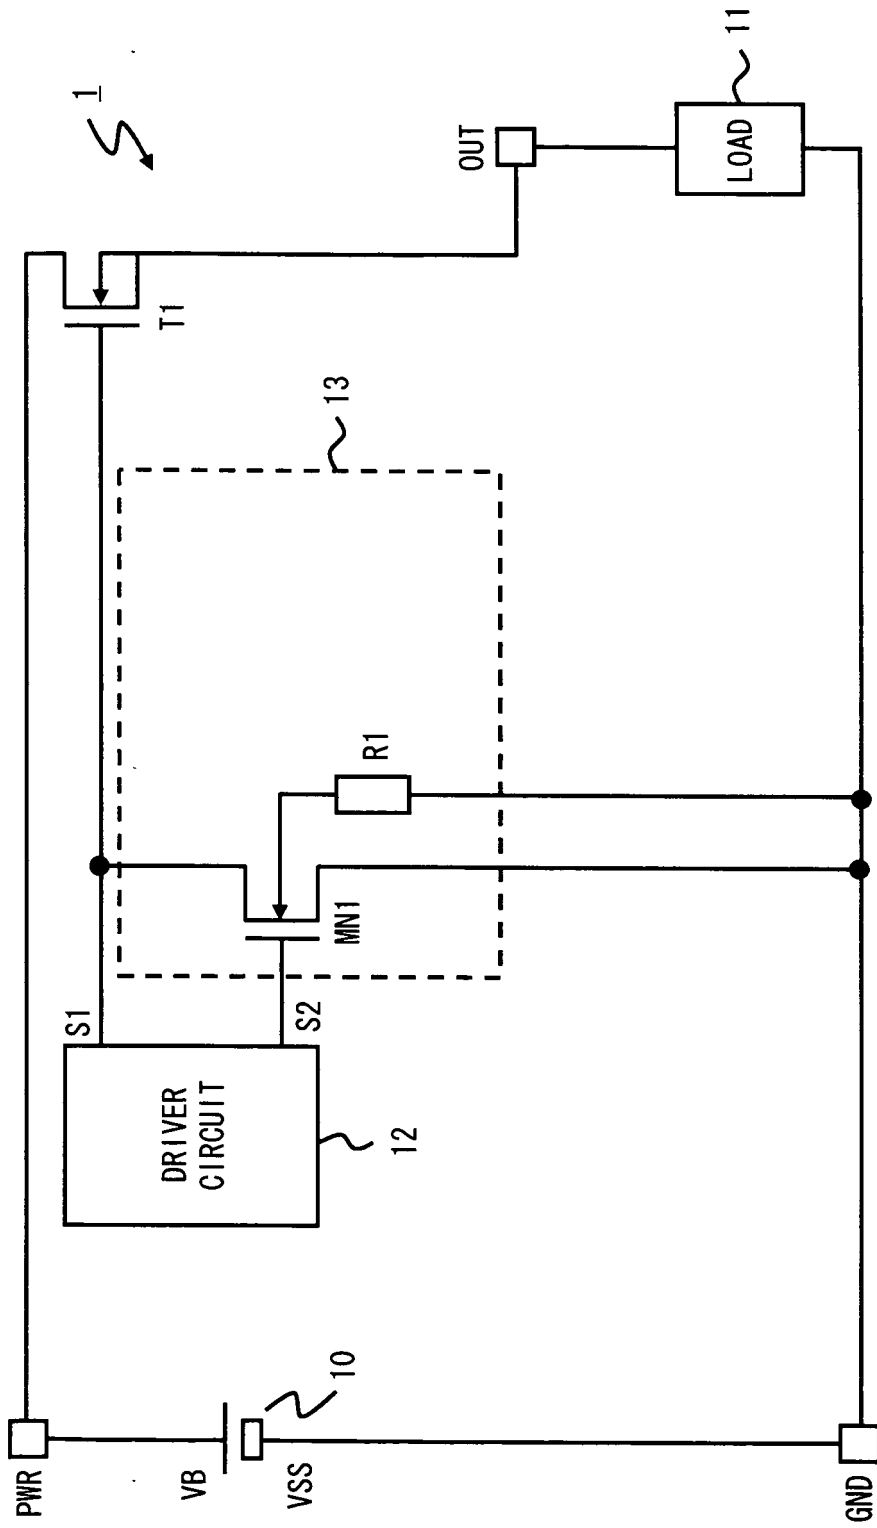 1
PWR
VB
10
VSS
GND
DRIVER
CIRCUIT
12
S1
S2
MN1
R1
13
T1
OUT
LOAD
11